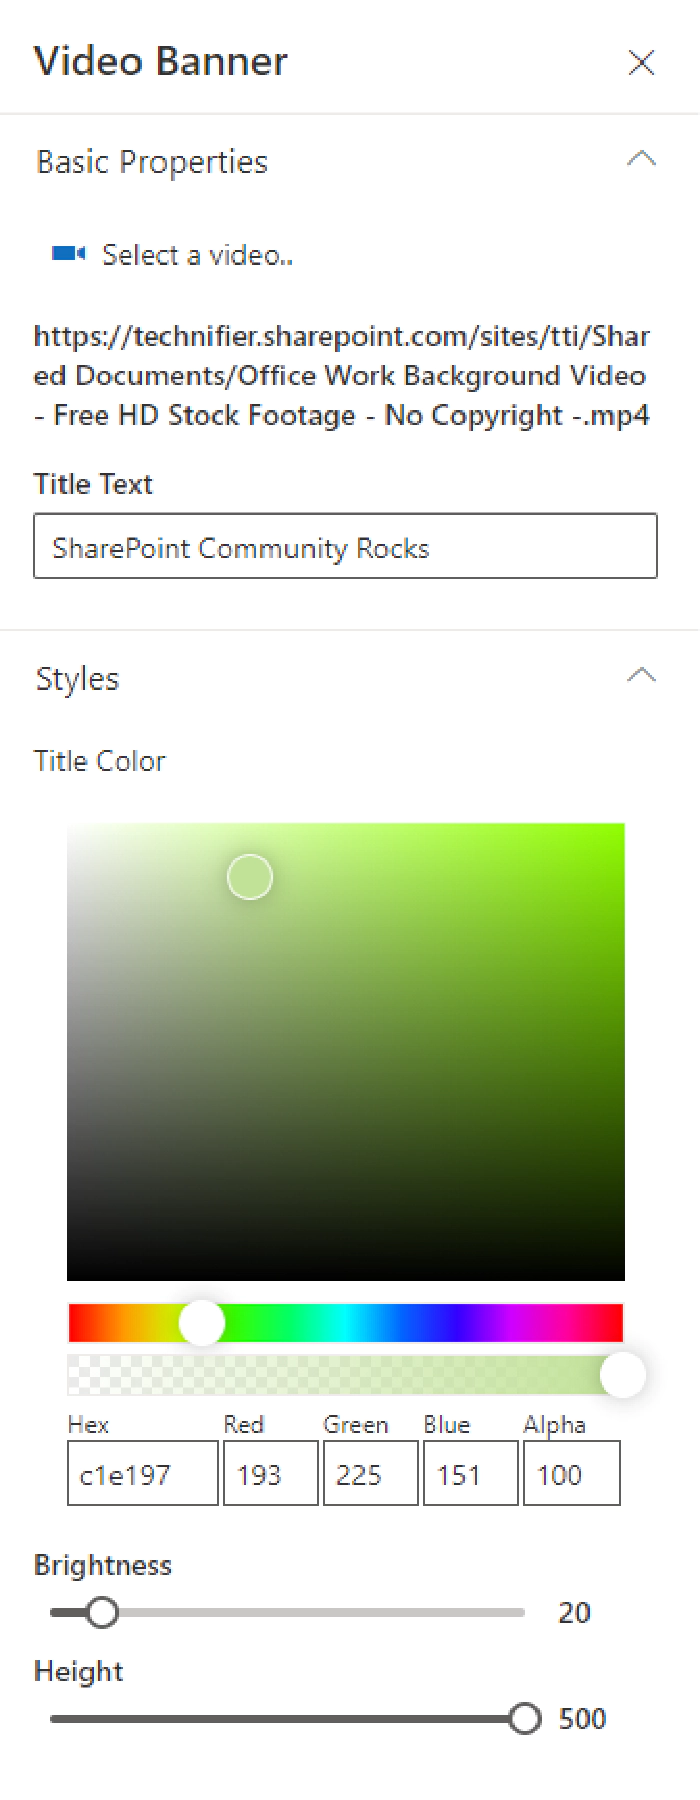 Video Banner
Basic Properties
Select a video..
https://technifier.sharepoint.com/sites/tti/Shar
ed Documents/Office Work Background Video
- Free HD Stock Footage - No Copyright -.mp4
Title Text
SharePoint Community Rocks
Styles
Title Color
Hex Red Green Blue Alpha
c1e197 193 225 151 100
Brightness
20
Height
500